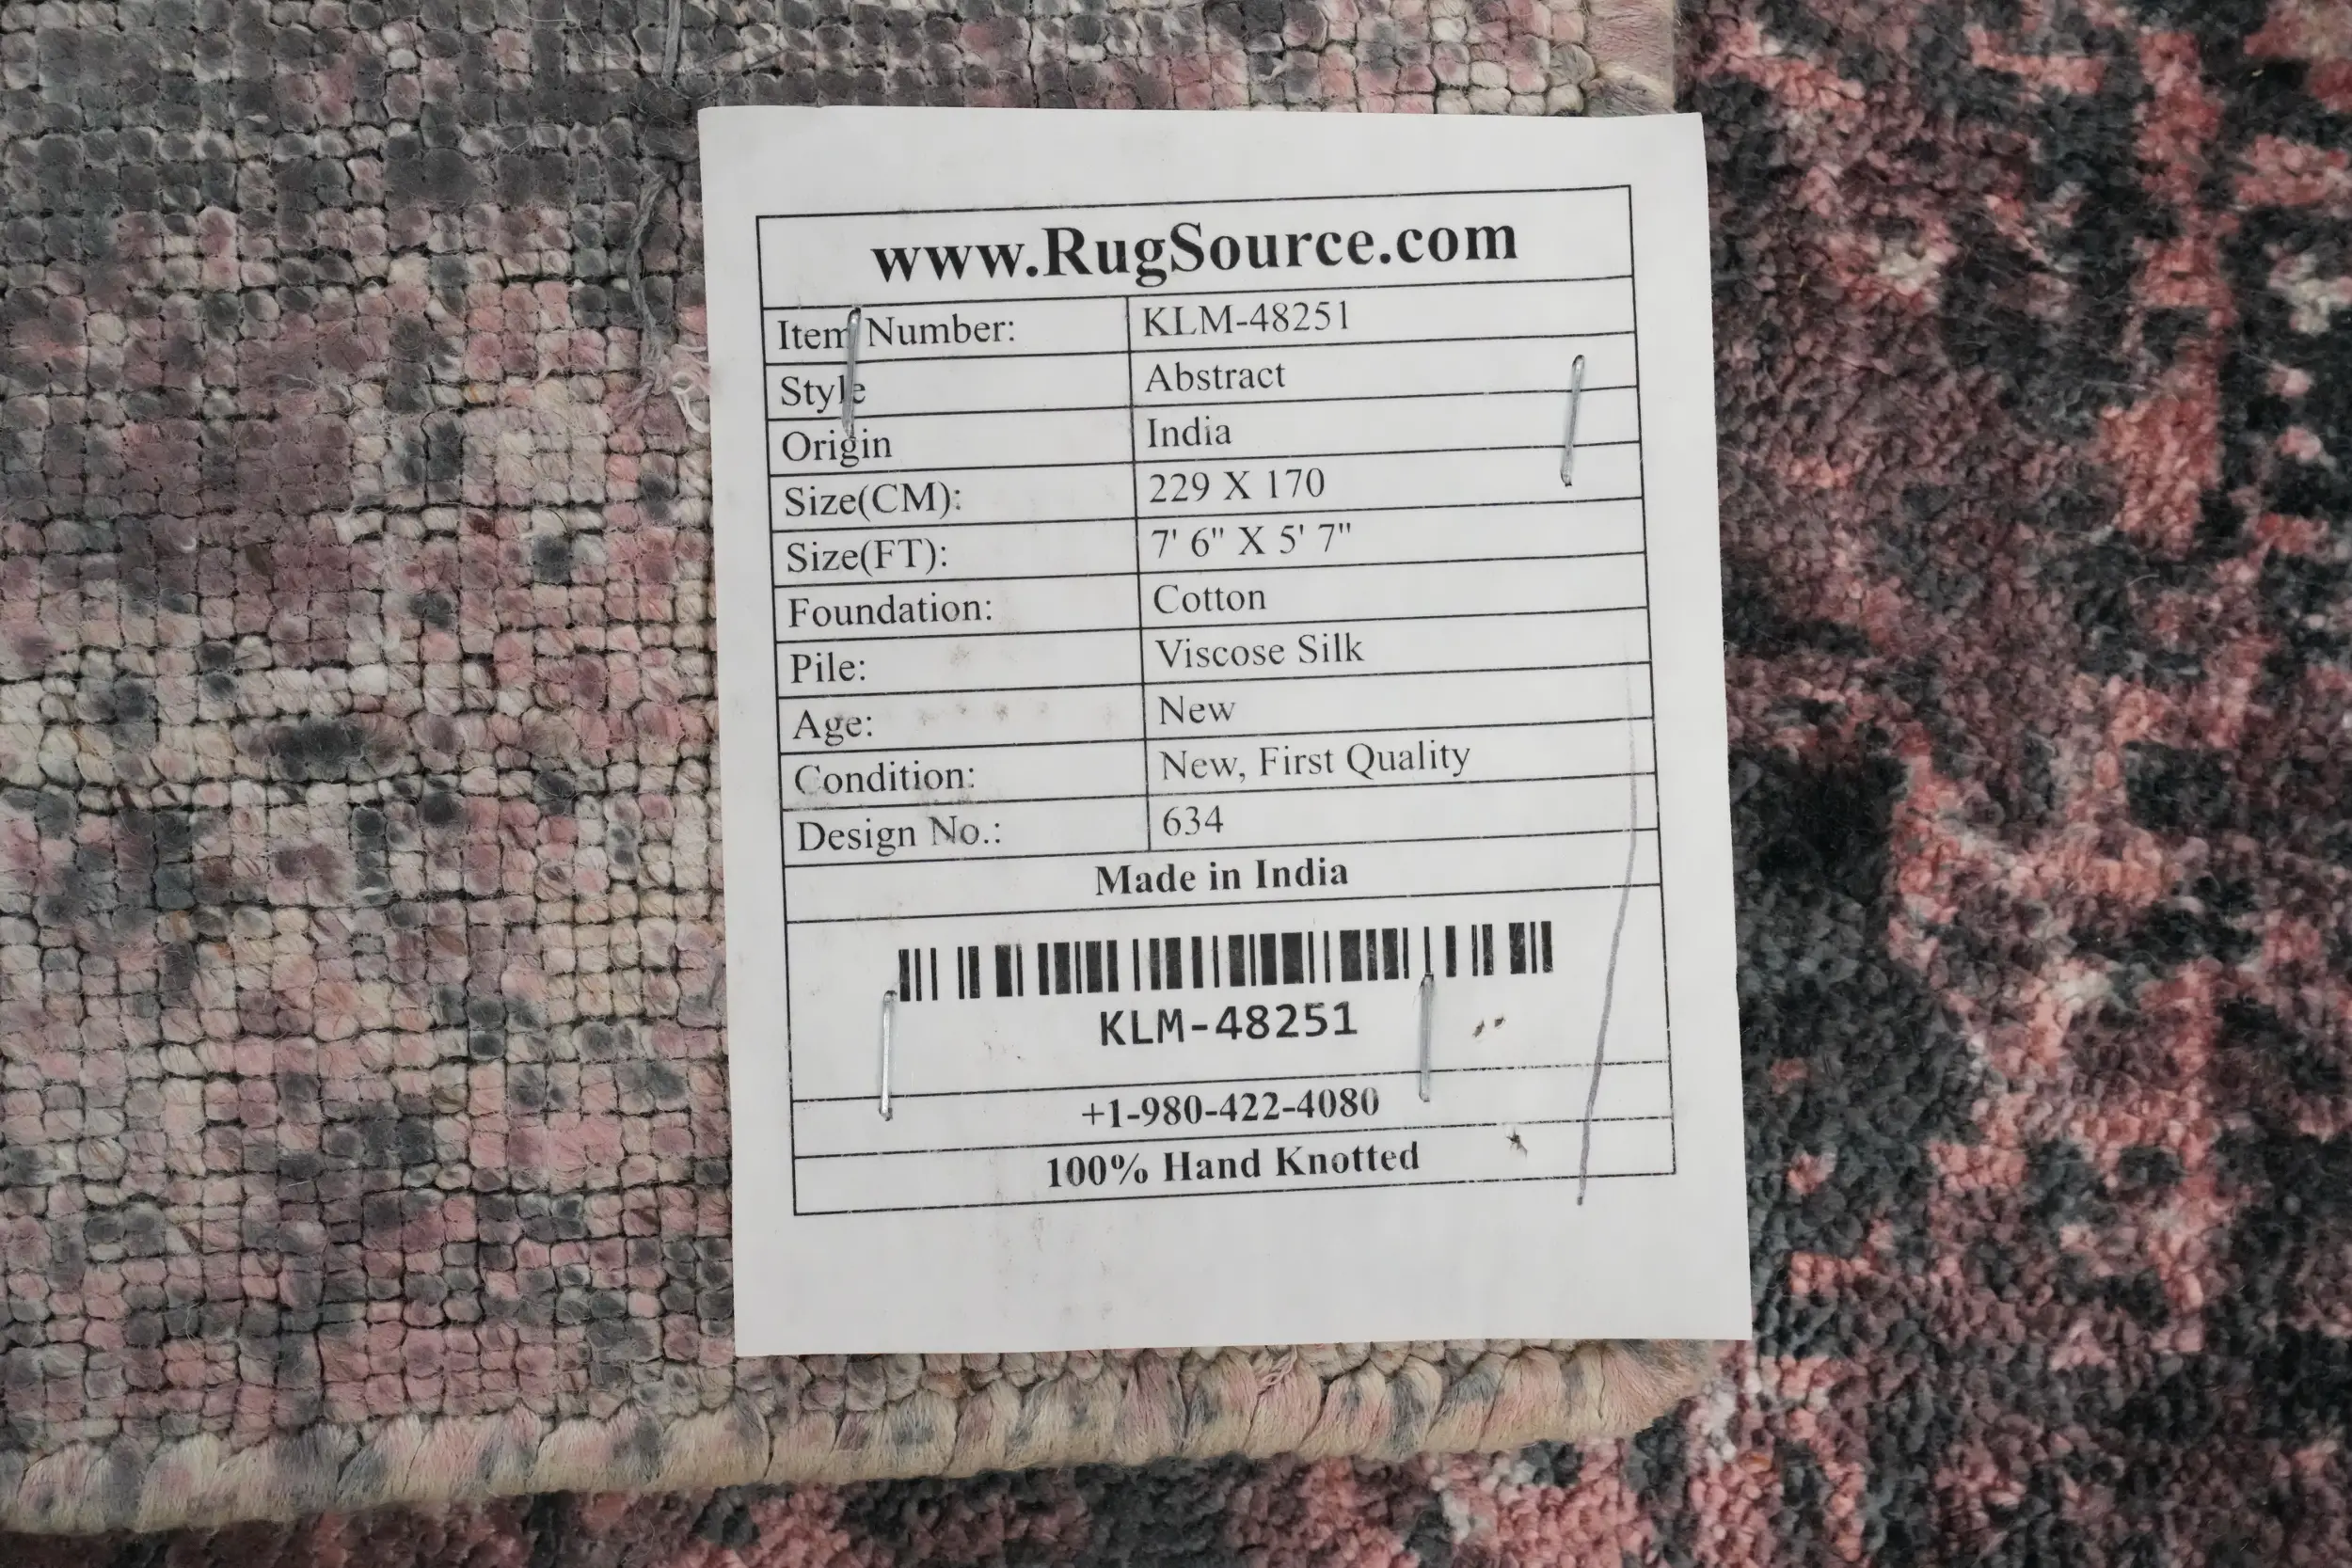 www.RugSource.com
Item Number: KLM-48251
Style Abstract
Origin India
Size(CM): 229 X 170
Size(FT): 7' 6" X 5' 7"
Foundation: Cotton
Pile: Viscose Silk
Age: New
Condition: New, First Quality
Design No.: 634
Made in India
KLM-48251
+1-980-422-4080
100% Hand Knotted